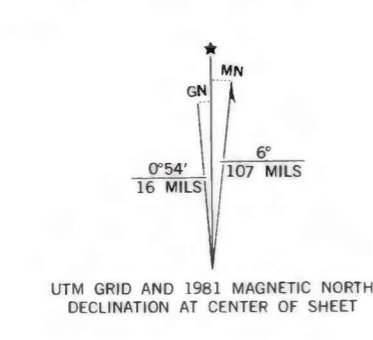 ★
MN
GN
0°54′
16 MILS
6°
107 MILS
UTM GRID AND 1981 MAGNETIC NORTH
DECLINATION AT CENTER OF SHEET